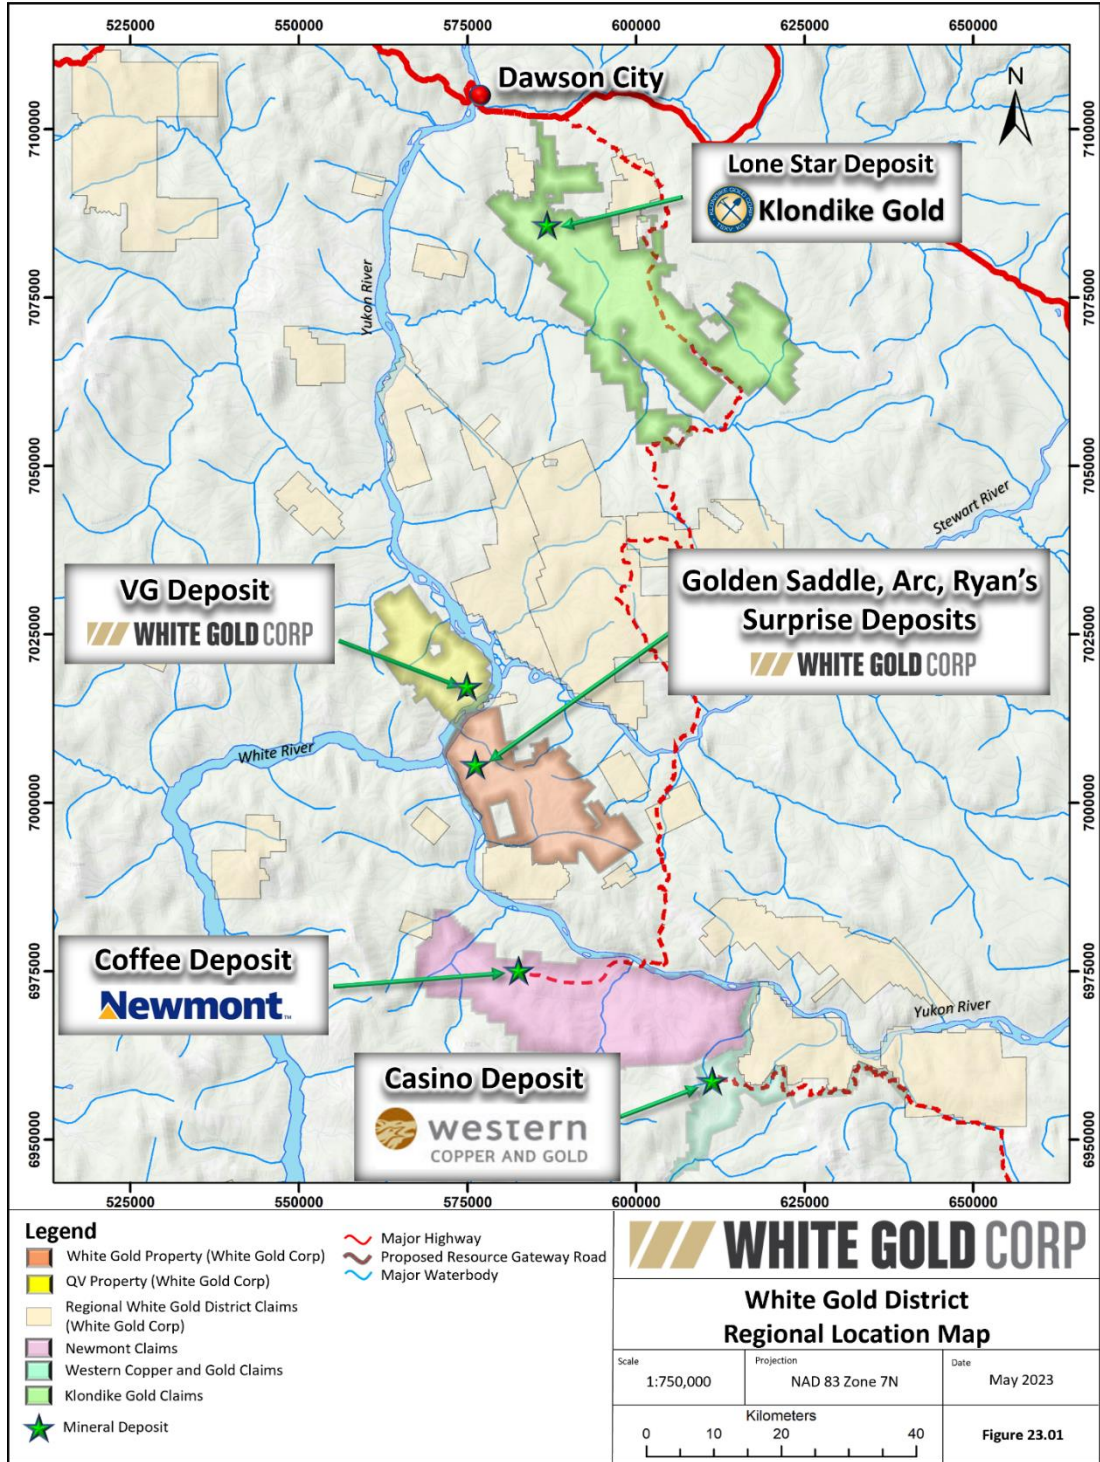 525000 550000 575000 600000 625000 650000
Dawson City
N
7100000
7100000
Lone Star Deposit
Klondike Gold
KLONDIKE GOLD CORP
Yukon River
7075000
7075000
7050000
7050000
Stewart River
VG Deposit
WHITE GOLD CORP
Golden Saddle, Arc, Ryan's
Surprise Deposits
WHITE GOLD CORP
7025000
7025000
White River
7000000
7000000
Coffee Deposit
Newmont™
6975000
6975000
Yukon River
Casino Deposit
western
COPPER AND GOLD
6950000
6950000
525000 550000 575000 600000 625000 650000
Legend
White Gold Property (White Gold Corp)
QV Property (White Gold Corp)
Regional White Gold District Claims
(White Gold Corp)
Newmont Claims
Western Copper and Gold Claims
Klondike Gold Claims
Mineral Deposit
Major Highway
Proposed Resource Gateway Road
Major Waterbody
WHITE GOLD CORP
White Gold District
Regional Location Map
Scale
1:750,000
Projection
NAD 83 Zone 7N
Date
May 2023
Kilometers
0 10 20 40
Figure 23.01